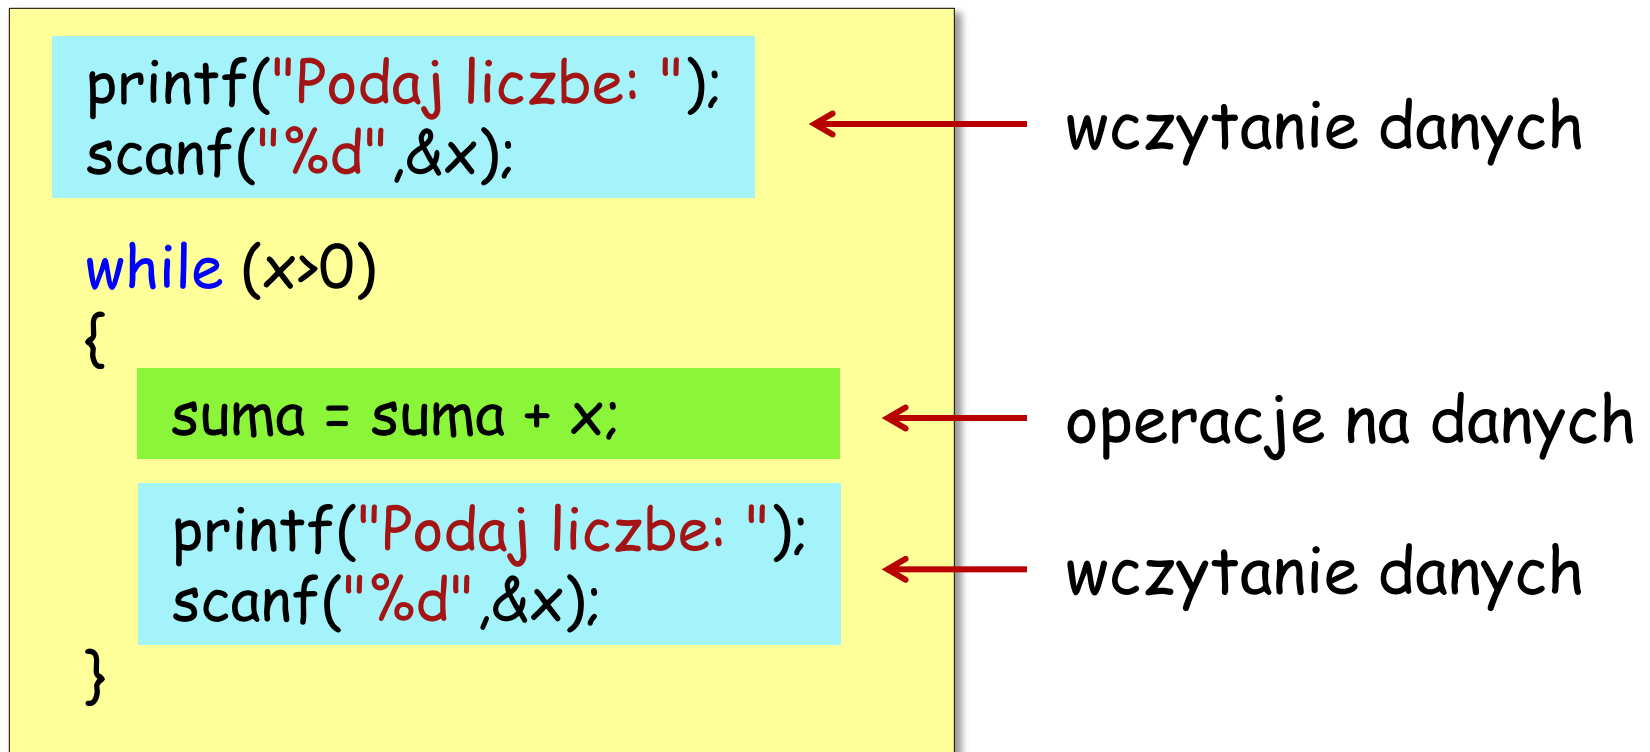 printf("Podaj liczbe: ");
scanf("%d",&x);
wczytanie danych
while (x>0)
{
suma = suma + x;
operacje na danych
printf("Podaj liczbe: ");
scanf("%d",&x);
wczytanie danych
}